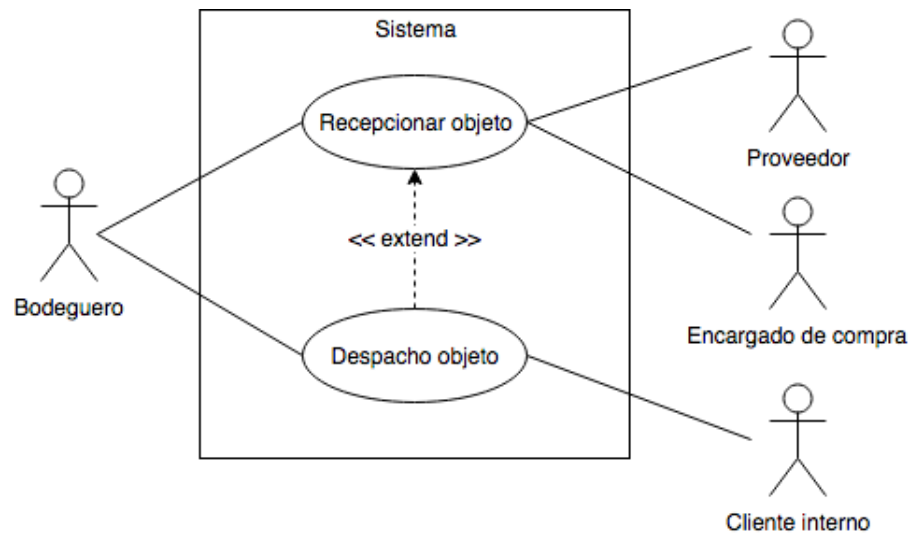 Sistema
Recepcionar objeto
Proveedor
<< extend >>
Bodeguero
Encargado de compra
Despacho objeto
Cliente interno